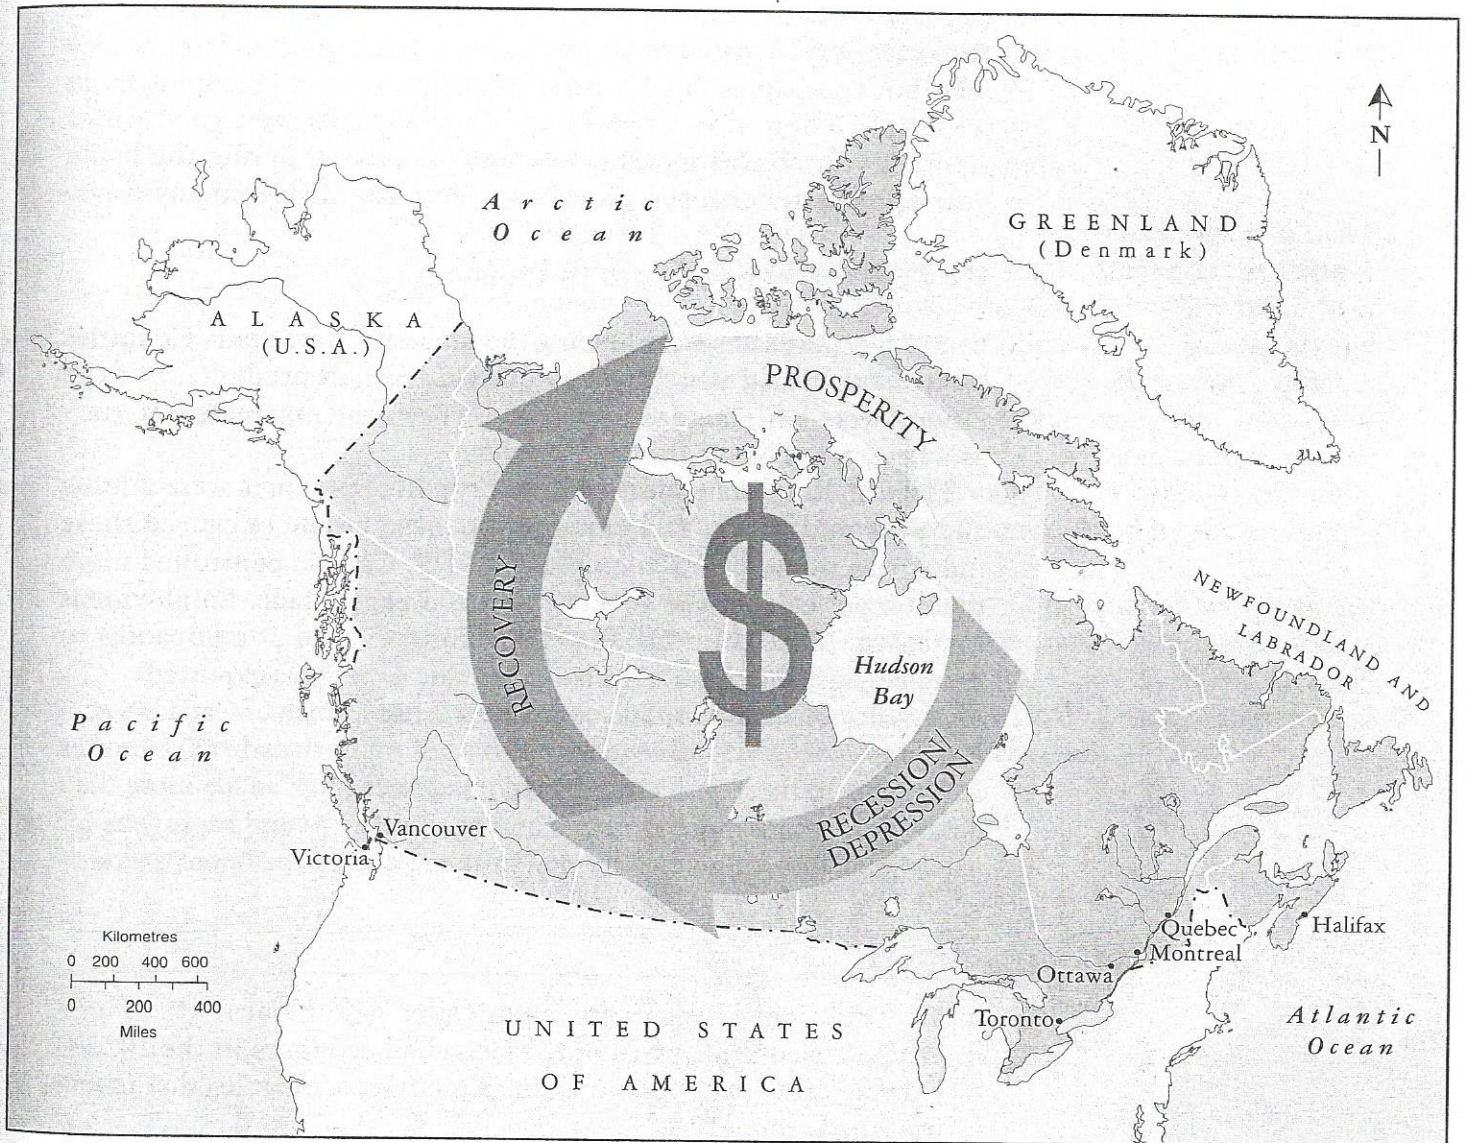 N
Arctic
Ocean
GREENLAND
(Denmark)
ALASKA
(U.S.A.)
PROSPERITY
RECOVERY
$
Hudson
Bay
NEWFOUNDLAND AND
LABRADOR
Pacific
Ocean
RECESSION/
DEPRESSION
Vancouver
Victoria
Quebec
Halifax
Montreal
Ottawa
Toronto
Kilometres
0 200 400 600
0 200 400
Miles
UNITED STATES
OF AMERICA
Atlantic
Ocean